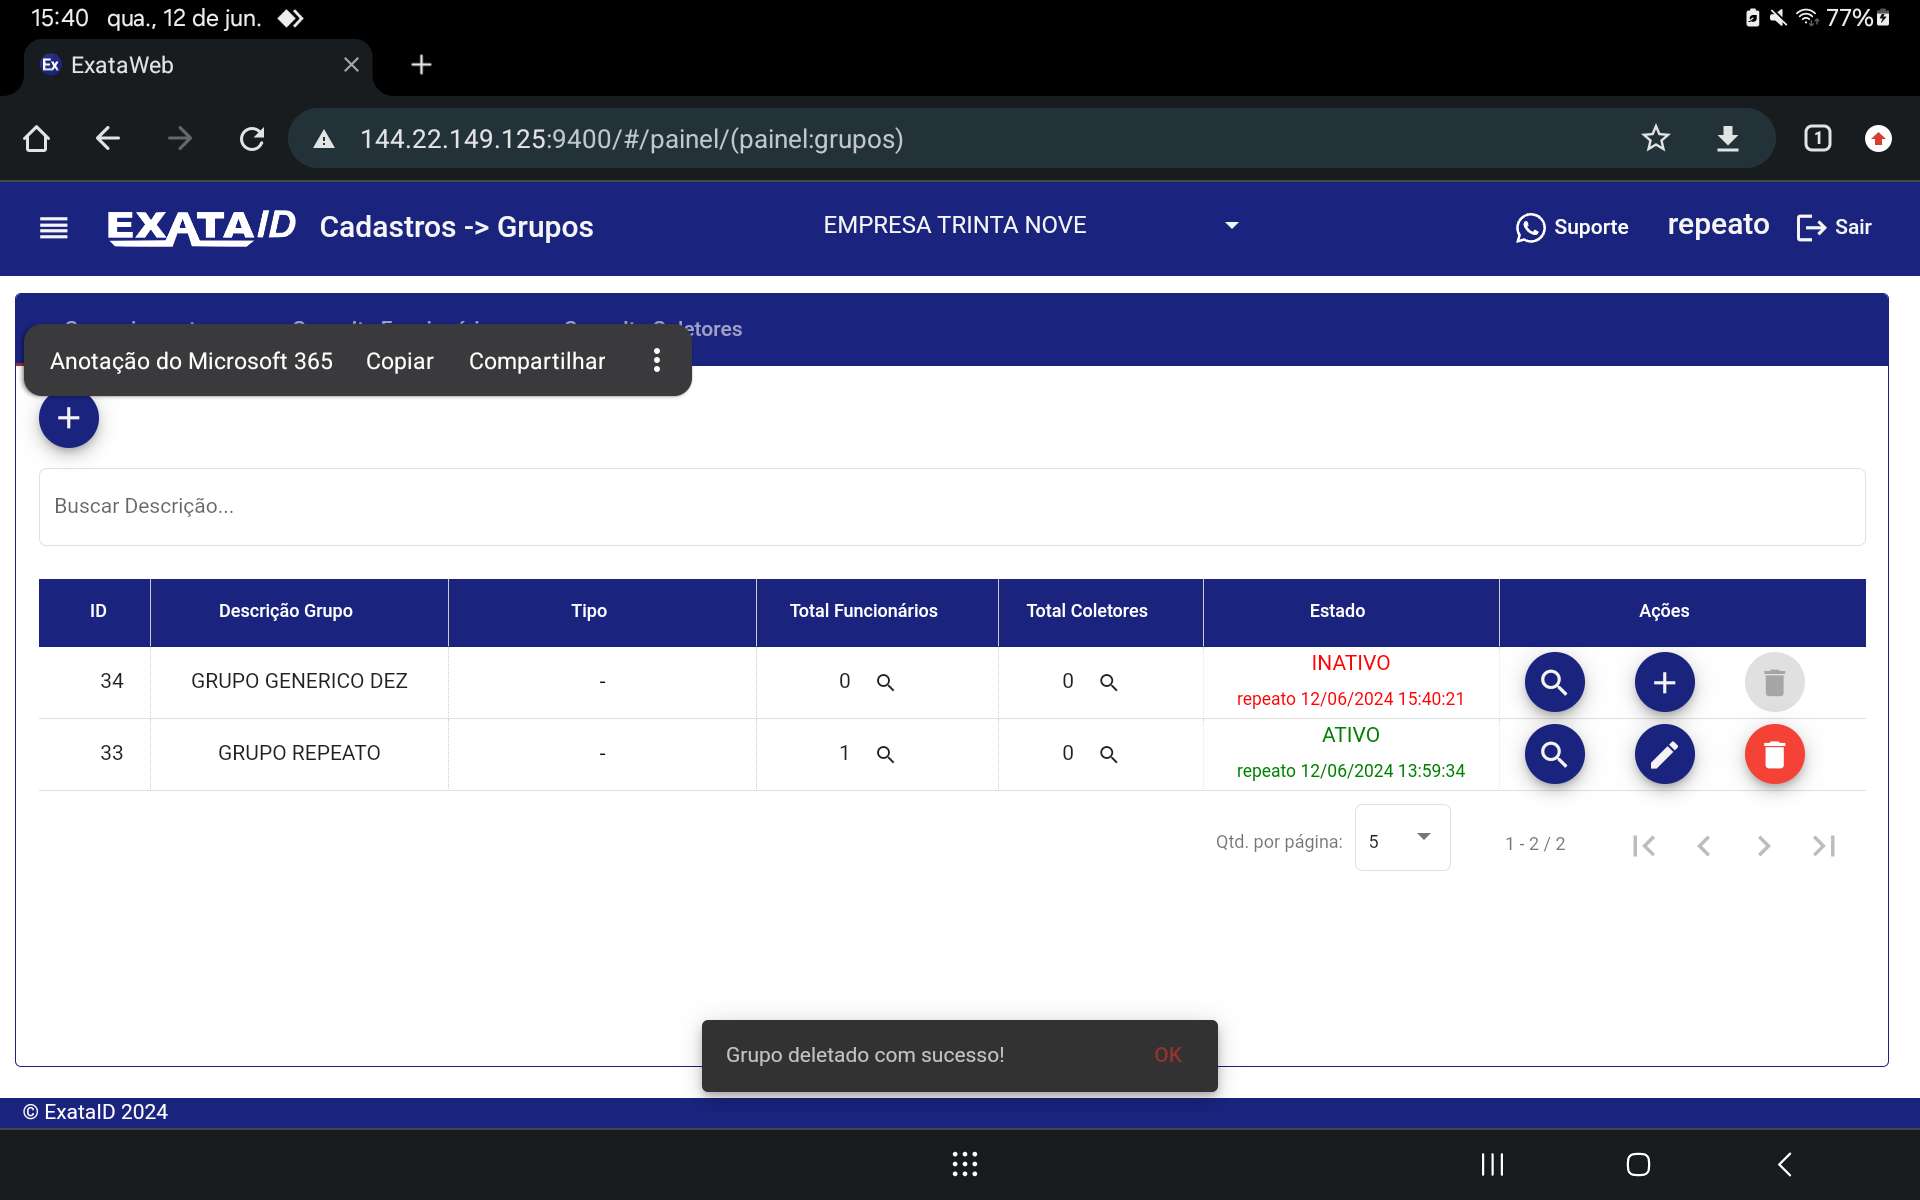 15:40 qua., 12 de jun. 77%
Ex ExataWeb
144.22.149.125:9400/#/painel/(painel:grupos) 1
EXATAID Cadastros -> Grupos EMPRESA TRINTA NOVE Suporte repeato Sair
etores
Anotação do Microsoft 365 Copiar Compartilhar
Buscar Descrição...
ID Descrição Grupo Tipo Total Funcionários Total Coletores Estado Ações
34 GRUPO GENERICO DEZ - 0 0 INATIVO
repeato 12/06/2024 15:40:21
33 GRUPO REPEATO - 1 0 ATIVO
repeato 12/06/2024 13:59:34
Qtd. por página: 5 1 - 2 / 2
Grupo deletado com sucesso! OK
© ExataID 2024